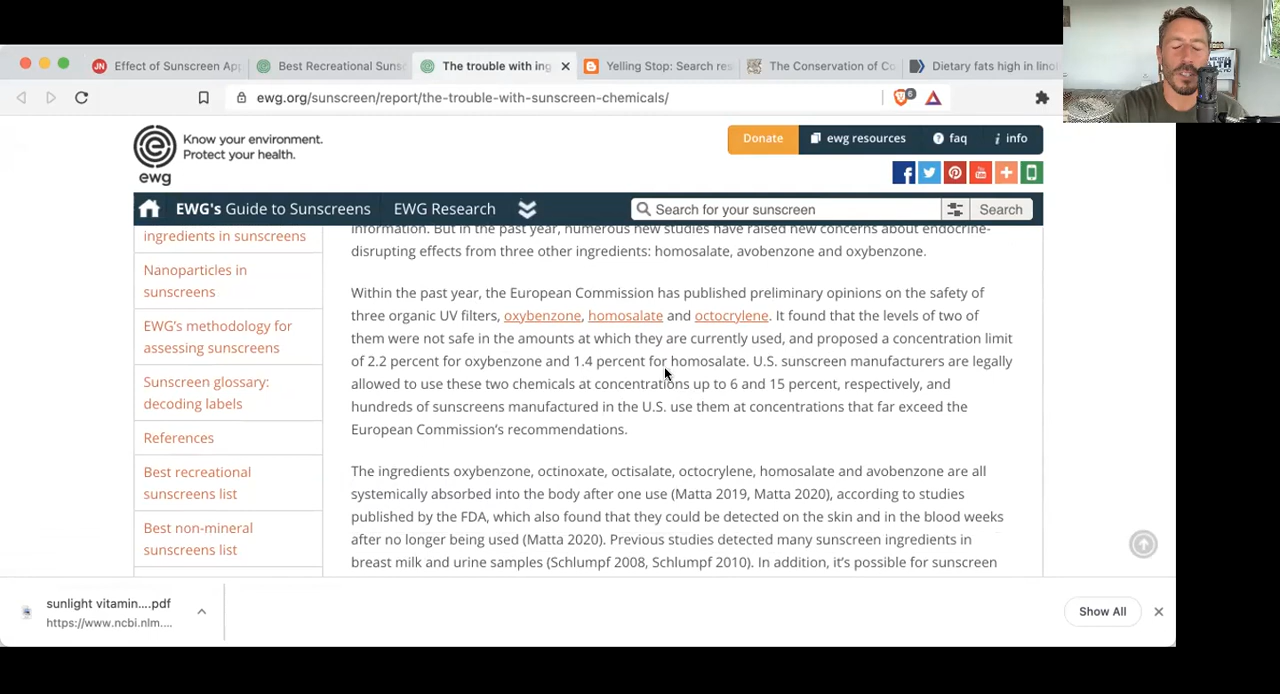 Effect of Sunscreen App
Best Recreational Sunsc
The trouble with ing
Yelling Stop: Search res
The Conservation of Co
Dietary fats high in linol
ewg.org/sunscreen/report/the-trouble-with-sunscreen-chemicals/
6
Know your environment.
Protect your health.
ewg
Donate
ewg resources
faq
info
EWG's Guide to Sunscreens
EWG Research
Search for your sunscreen
Search
ingredients in sunscreens
Nanoparticles in
sunscreens
EWG's methodology for
assessing sunscreens
Sunscreen glossary:
decoding labels
References
Best recreational
sunscreens list
Best non-mineral
sunscreens list
information. But in the past year, numerous new studies have raised new concerns about endocrine-
disrupting effects from three other ingredients: homosalate, avobenzone and oxybenzone.
Within the past year, the European Commission has published preliminary opinions on the safety of
three organic UV filters, oxybenzone, homosalate and octocrylene. It found that the levels of two of
them were not safe in the amounts at which they are currently used, and proposed a concentration limit
of 2.2 percent for oxybenzone and 1.4 percent for homosalate. U.S. sunscreen manufacturers are legally
allowed to use these two chemicals at concentrations up to 6 and 15 percent, respectively, and
hundreds of sunscreens manufactured in the U.S. use them at concentrations that far exceed the
European Commission's recommendations.
The ingredients oxybenzone, octinoxate, octisalate, octocrylene, homosalate and avobenzone are all
systemically absorbed into the body after one use (Matta 2019, Matta 2020), according to studies
published by the FDA, which also found that they could be detected on the skin and in the blood weeks
after no longer being used (Matta 2020). Previous studies detected many sunscreen ingredients in
breast milk and urine samples (Schlumpf 2008, Schlumpf 2010). In addition, it's possible for sunscreen
sunlight vitamin....pdf
https://www.ncbi.nlm....
Show All